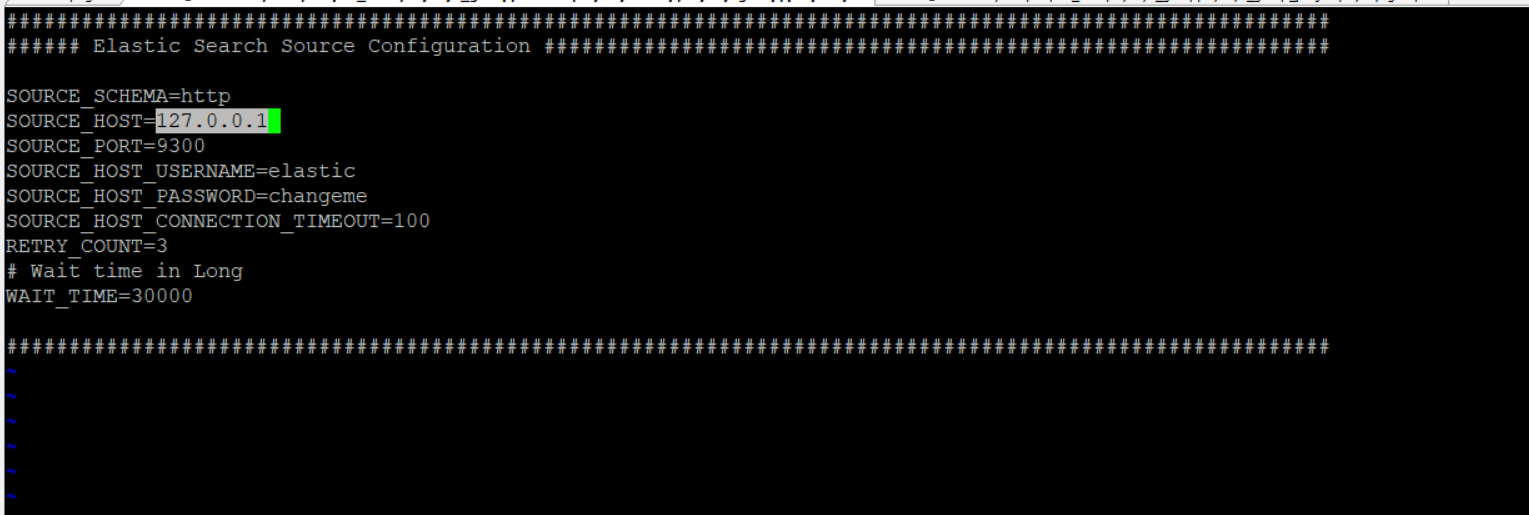 ##########################################################################################################
###### Elastic Search Source Configuration ###############################################################
SOURCE_SCHEMA=http
SOURCE_HOST=127.0.0.1
SOURCE_PORT=9300
SOURCE_HOST_USERNAME=elastic
SOURCE_HOST_PASSWORD=changeme
SOURCE_HOST_CONNECTION_TIMEOUT=100
RETRY_COUNT=3
# Wait time in Long
WAIT_TIME=30000
##########################################################################################################
~
~
~
~
~
~